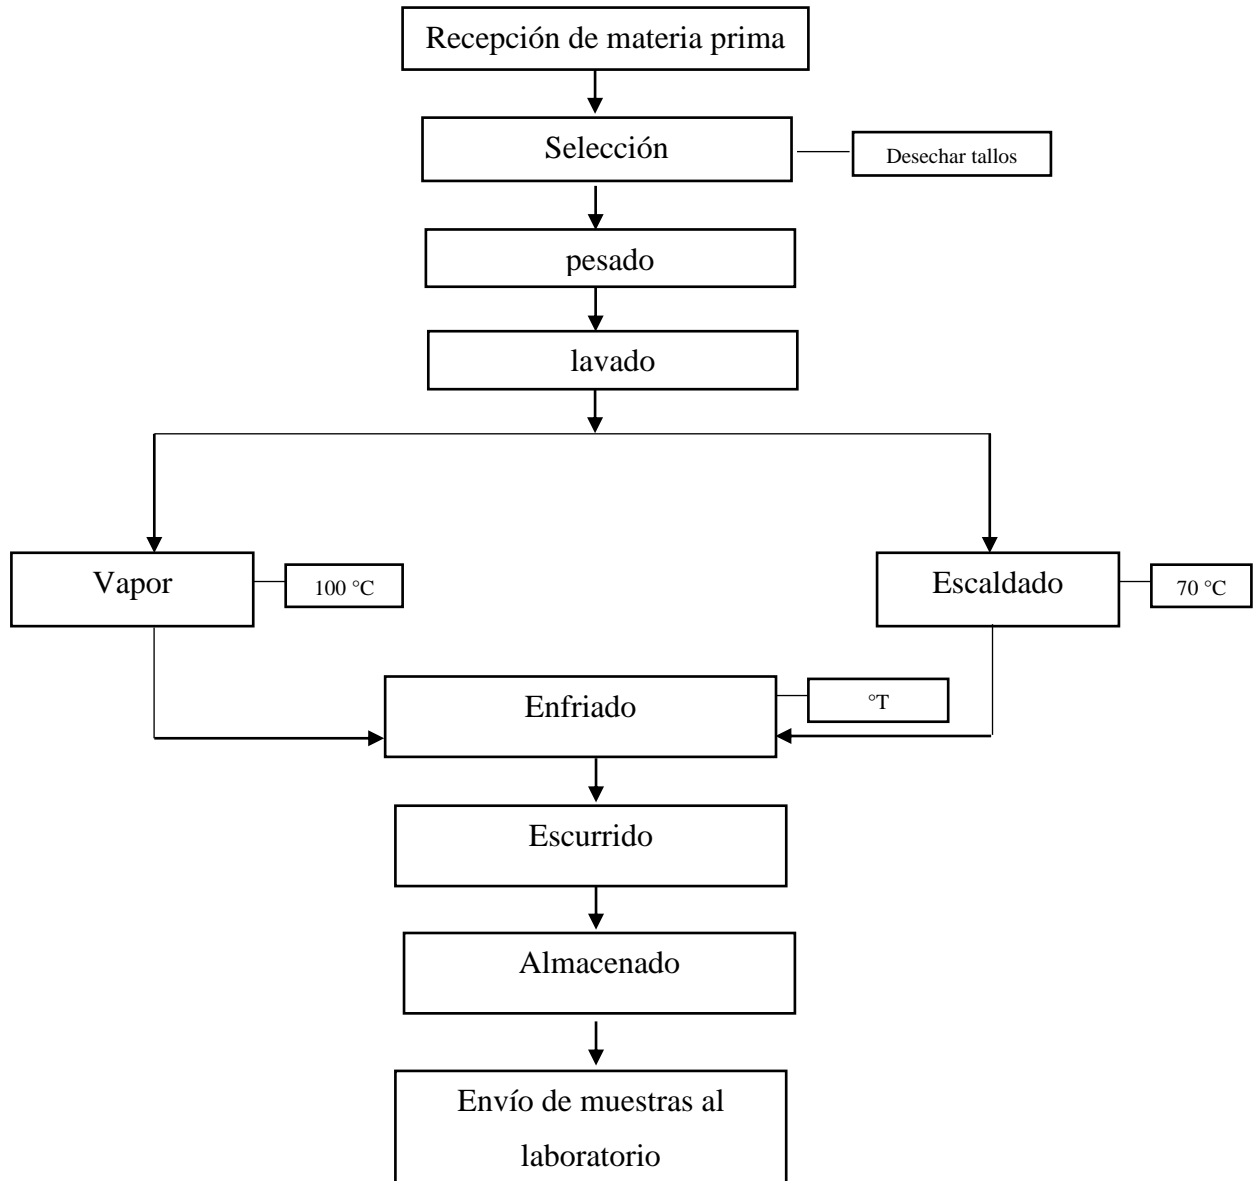 Recepción de materia prima
Selección
Desechar tallos
pesado
lavado
Vapor
100 °C
Escaldado
70 °C
Enfriado
°T
Escurrido
Almacenado
Envío de muestras al
laboratorio